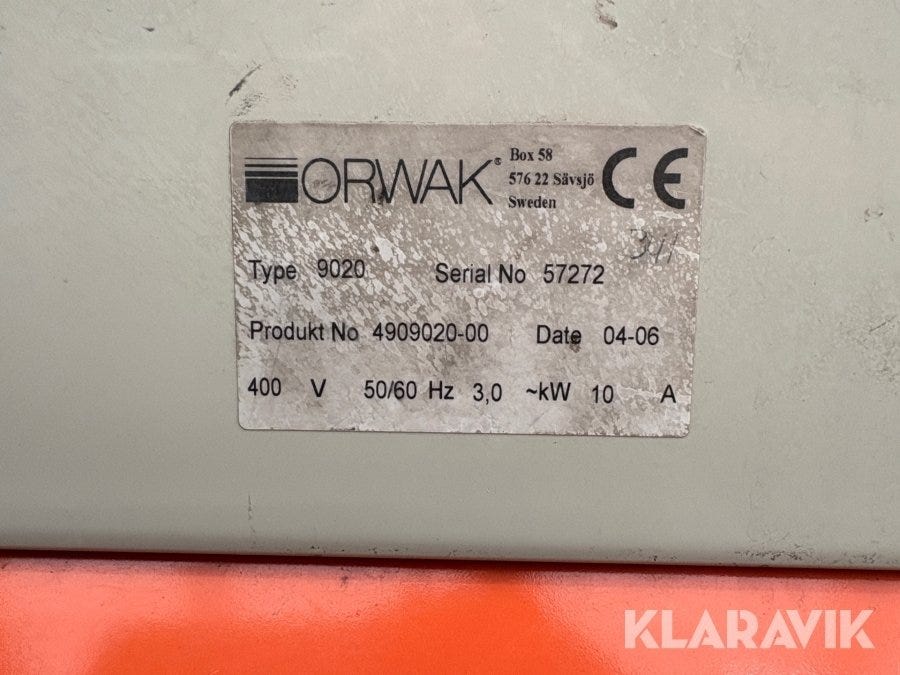 ORWAK®
Box 58
576 22 Sävsjö
Sweden
CE
341
Type 9020 Serial No 57272
Produkt No 4909020-00 Date 04-06
400 V 50/60 Hz 3,0 ~kW 10 A
KLARAVIK